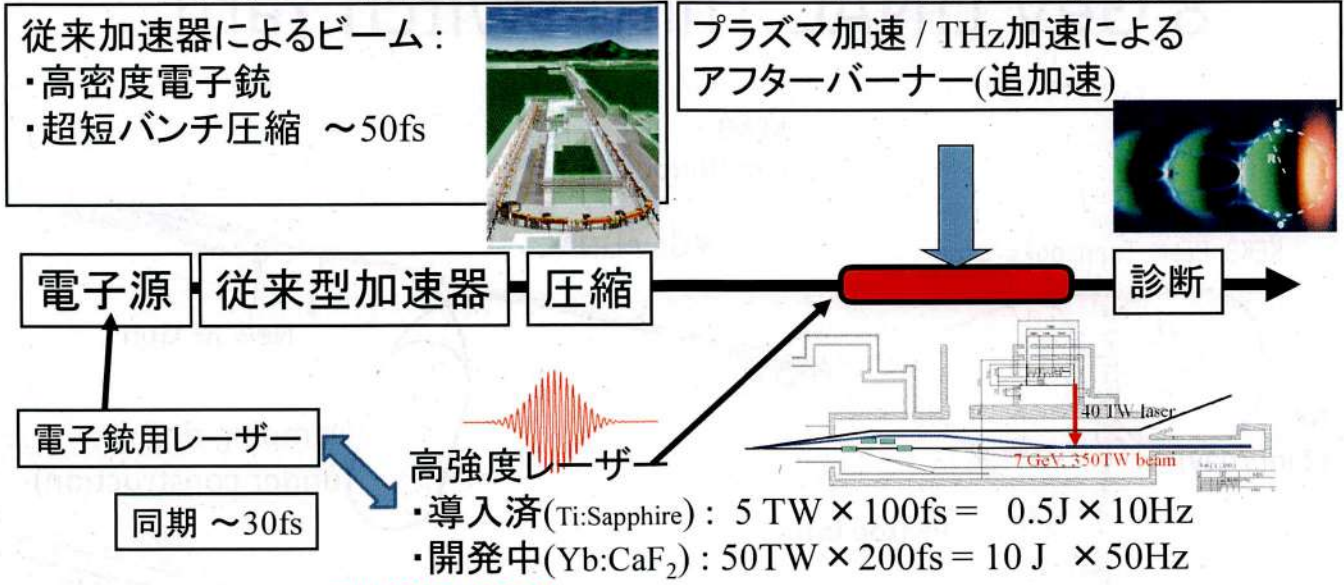 従来加速器によるビーム:
・高密度電子銃
・超短バンチ圧縮 ～50fs
プラズマ加速 / THz加速による
アフターバーナー(追加速)
R
電子源
従来型加速器
圧縮
診断
電子銃用レーザー
同期 ～30fs
40 TW laser
7 GeV, 350TW beam
高強度レーザー
・導入済(Ti:Sapphire) : 5 TW × 100fs = 0.5J × 10Hz
・開発中(Yb:CaF₂) : 50TW × 200fs = 10 J × 50Hz